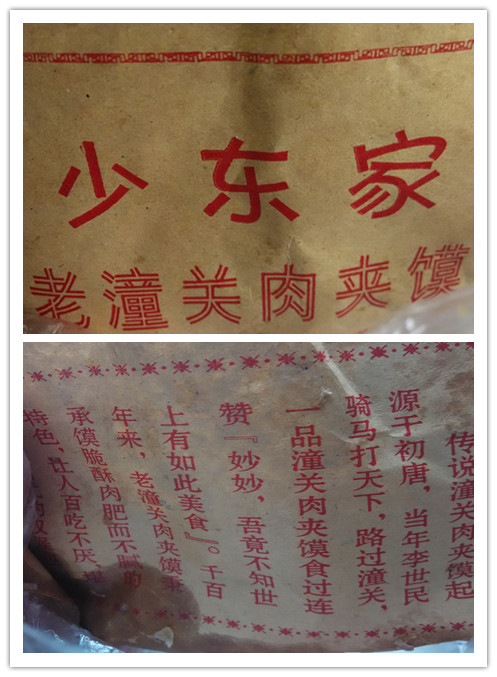 少东家
老潼关肉夹馍
传说潼关肉夹馍起
源于初唐，当年李世民
骑马打天下，路过潼关，
一品潼关肉夹馍食过连
赞『妙妙，吾竟不知世
上有如此美食』。千百
年来，老潼关肉夹馍秉
承馍脆酥肉肥而不腻的
特色，让人百吃不厌，